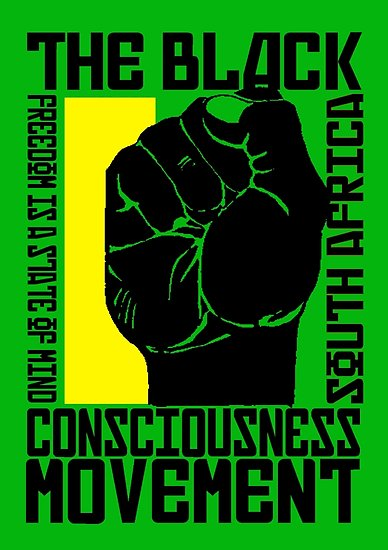 THE BLACK
FREEDOM IS A STATE OF MIND
SOUTH AFRICA
CONSCIOUSNESS
MOVEMENT